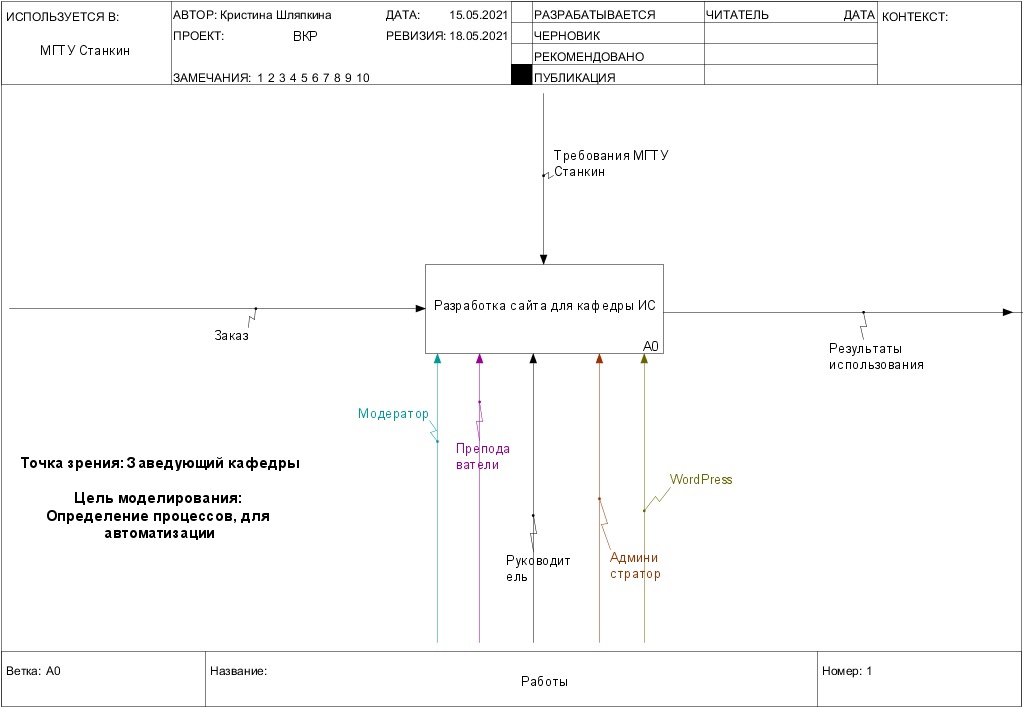 ИСПОЛЬЗУЕТСЯ В:
МГТУ Станкин
АВТОР: Кристина Шляпкина
ДАТА: 15.05.2021
ПРОЕКТ: ВКР
РЕВИЗИЯ: 18.05.2021
ЗАМЕЧАНИЯ: 1 2 3 4 5 6 7 8 9 10
РАЗРАБАТЫВАЕТСЯ
ЧЕРНОВИК
РЕКОМЕНДОВАНО
ПУБЛИКАЦИЯ
ЧИТАТЕЛЬ ДАТА
КОНТЕКСТ:
Требования МГТУ
Станкин
Разработка сайта для кафедры ИС
A0
Заказ
Результаты
использования
Модератор
Препода
ватели
Руководит
ель
Админи
стратор
WordPress
Точка зрения: Заведующий кафедры
Цель моделирования:
Определение процессов, для
автоматизации
Ветка: A0
Название:
Работы
Номер: 1